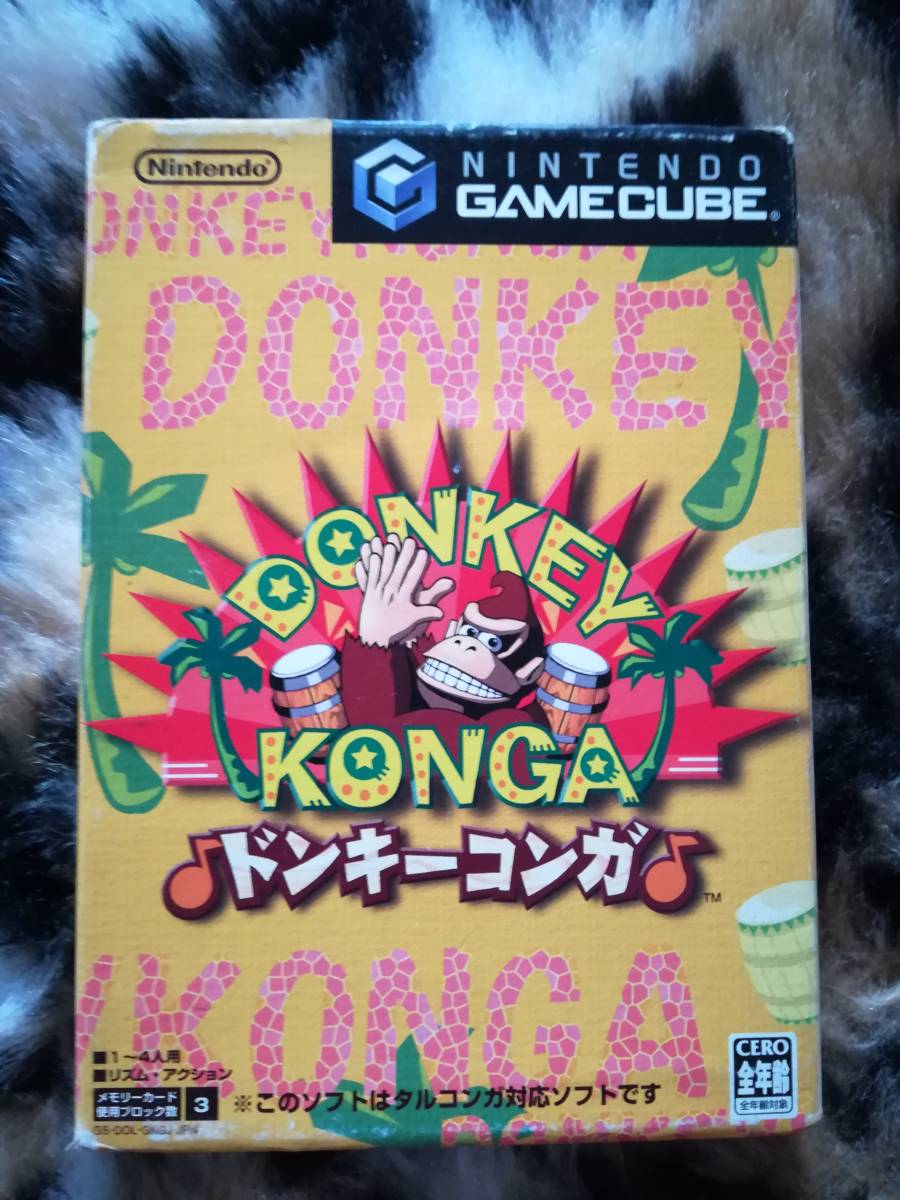 Nintendo®
NINTENDO
GAMECUBE®
DONKEY
DONKEY
KONGA
♪ドンキーコンガ♪
TM
KONGA
■1～4人用
■リズム・アクション
メモリーカード
使用ブロック数 3
※このソフトはタルコンガ対応ソフトです
CERO
全年齢
全年齢対象